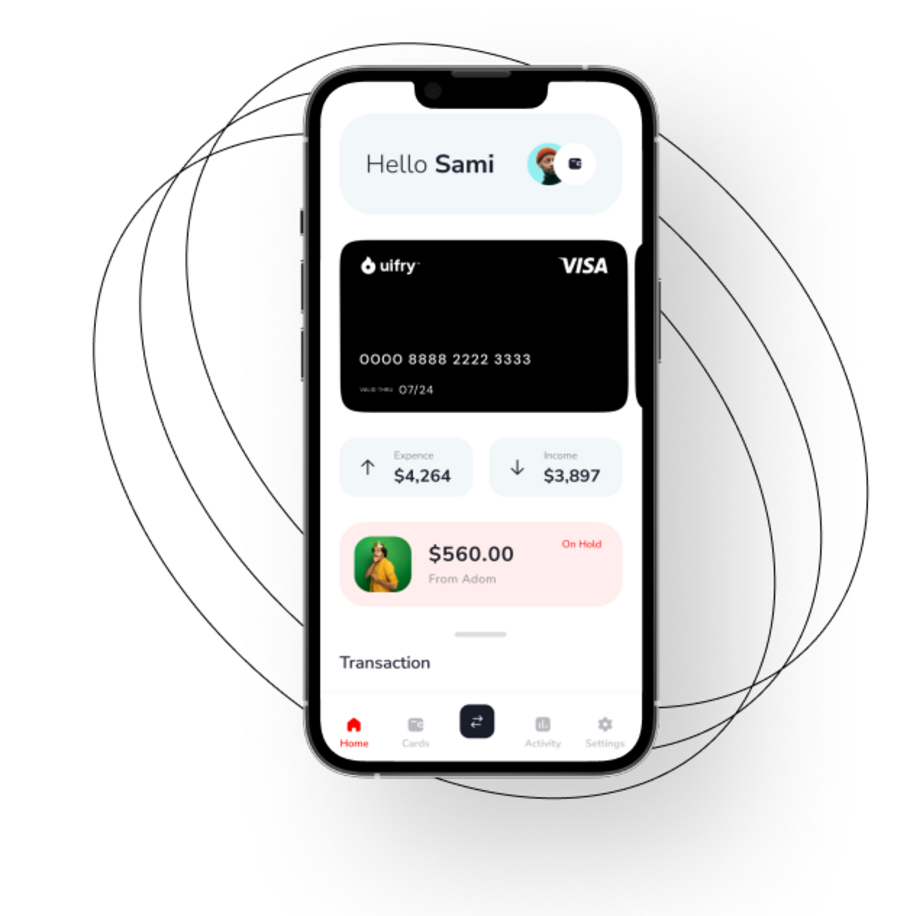 Hello Sami
uifry™
VISA
0000 8888 2222 3333
VALID THRU 07/24
Expence
$4,264
Income
$3,897
$560.00
On Hold
From Adom
Transaction
Home
Cards
Activity
Settings